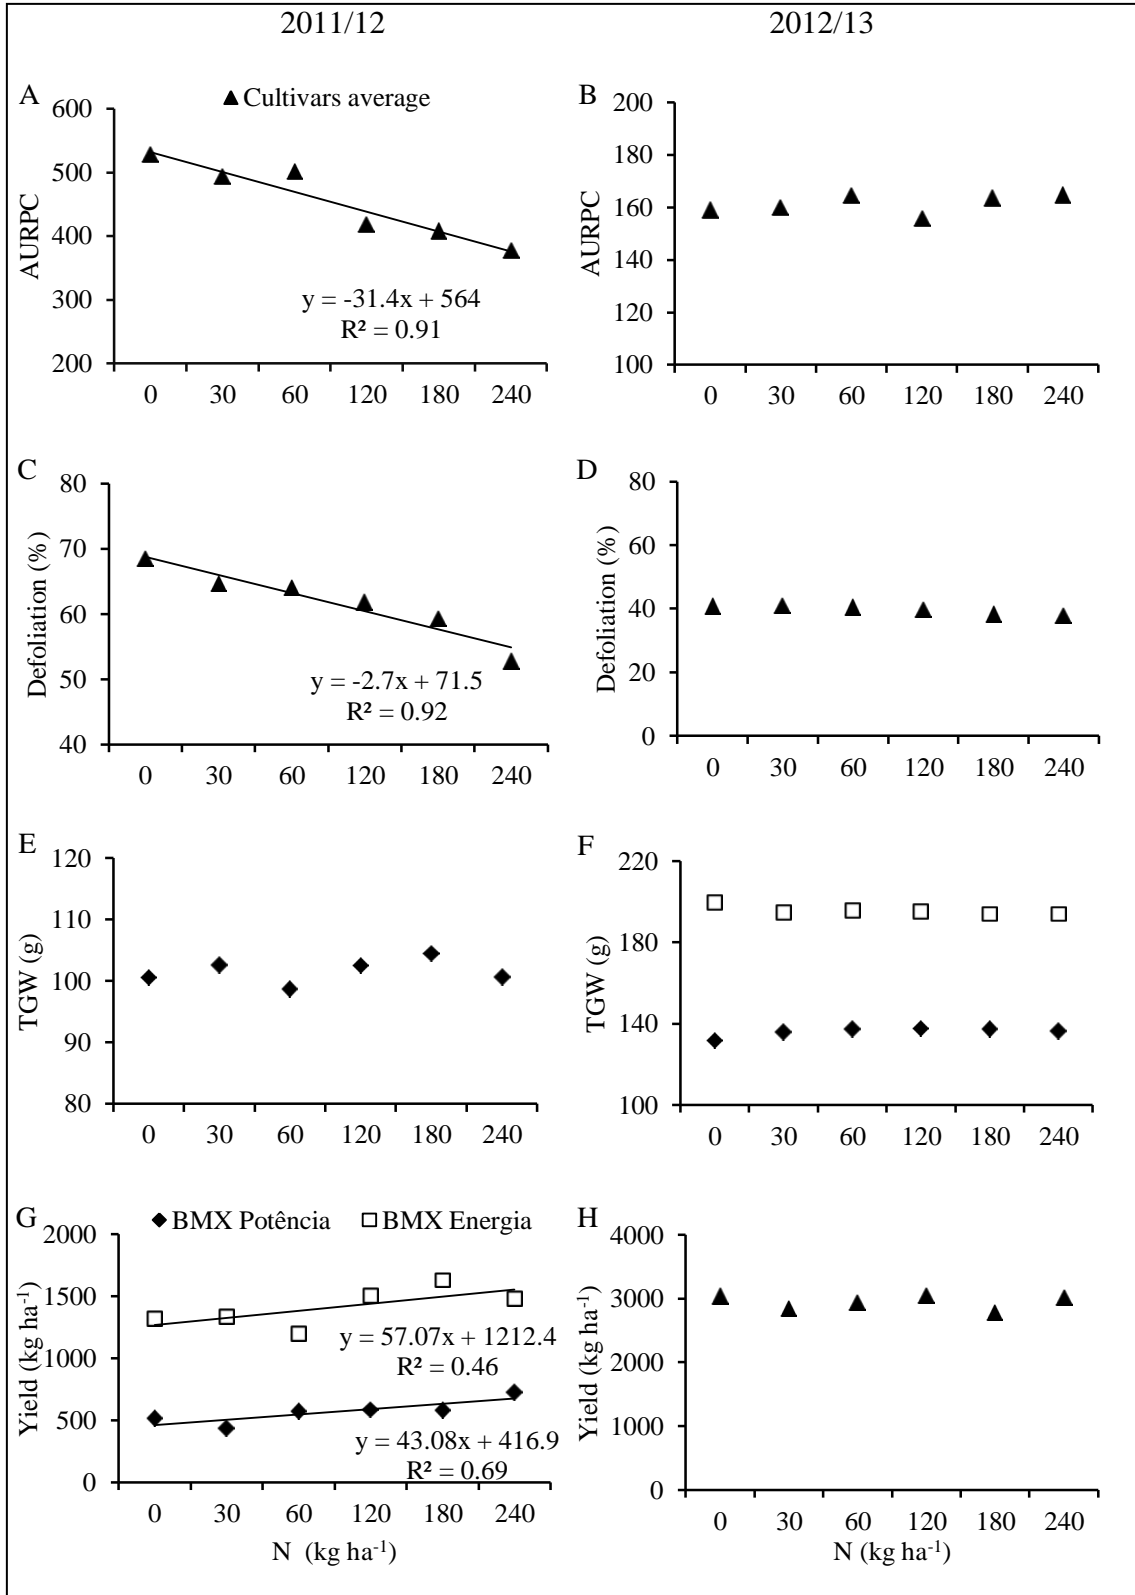 2011/12
2012/13
A
▲ Cultivars average
600
500
400
300
200
AURPC
y = -31.4x + 564
R² = 0.91
0 30 60 120 180 240
B
200
180
160
140
120
100
AURPC
0 30 60 120 180 240
C
80
70
60
50
40
Defoliation (%)
y = -2.7x + 71.5
R² = 0.92
0 30 60 120 180 240
D
80
60
40
20
0
Defoliation (%)
0 30 60 120 180 240
E
120
110
100
90
80
TGW (g)
0 30 60 120 180 240
F
220
180
140
100
TGW (g)
0 30 60 120 180 240
G
◆ BMX Potência □ BMX Energia
2000
1500
1000
500
0
Yield (kg ha⁻¹)
y = 57.07x + 1212.4
R² = 0.46
y = 43.08x + 416.9
R² = 0.69
0 30 60 120 180 240
N (kg ha⁻¹)
H
4000
3000
2000
1000
0
Yield (kg ha⁻¹)
0 30 60 120 180 240
N (kg ha⁻¹)